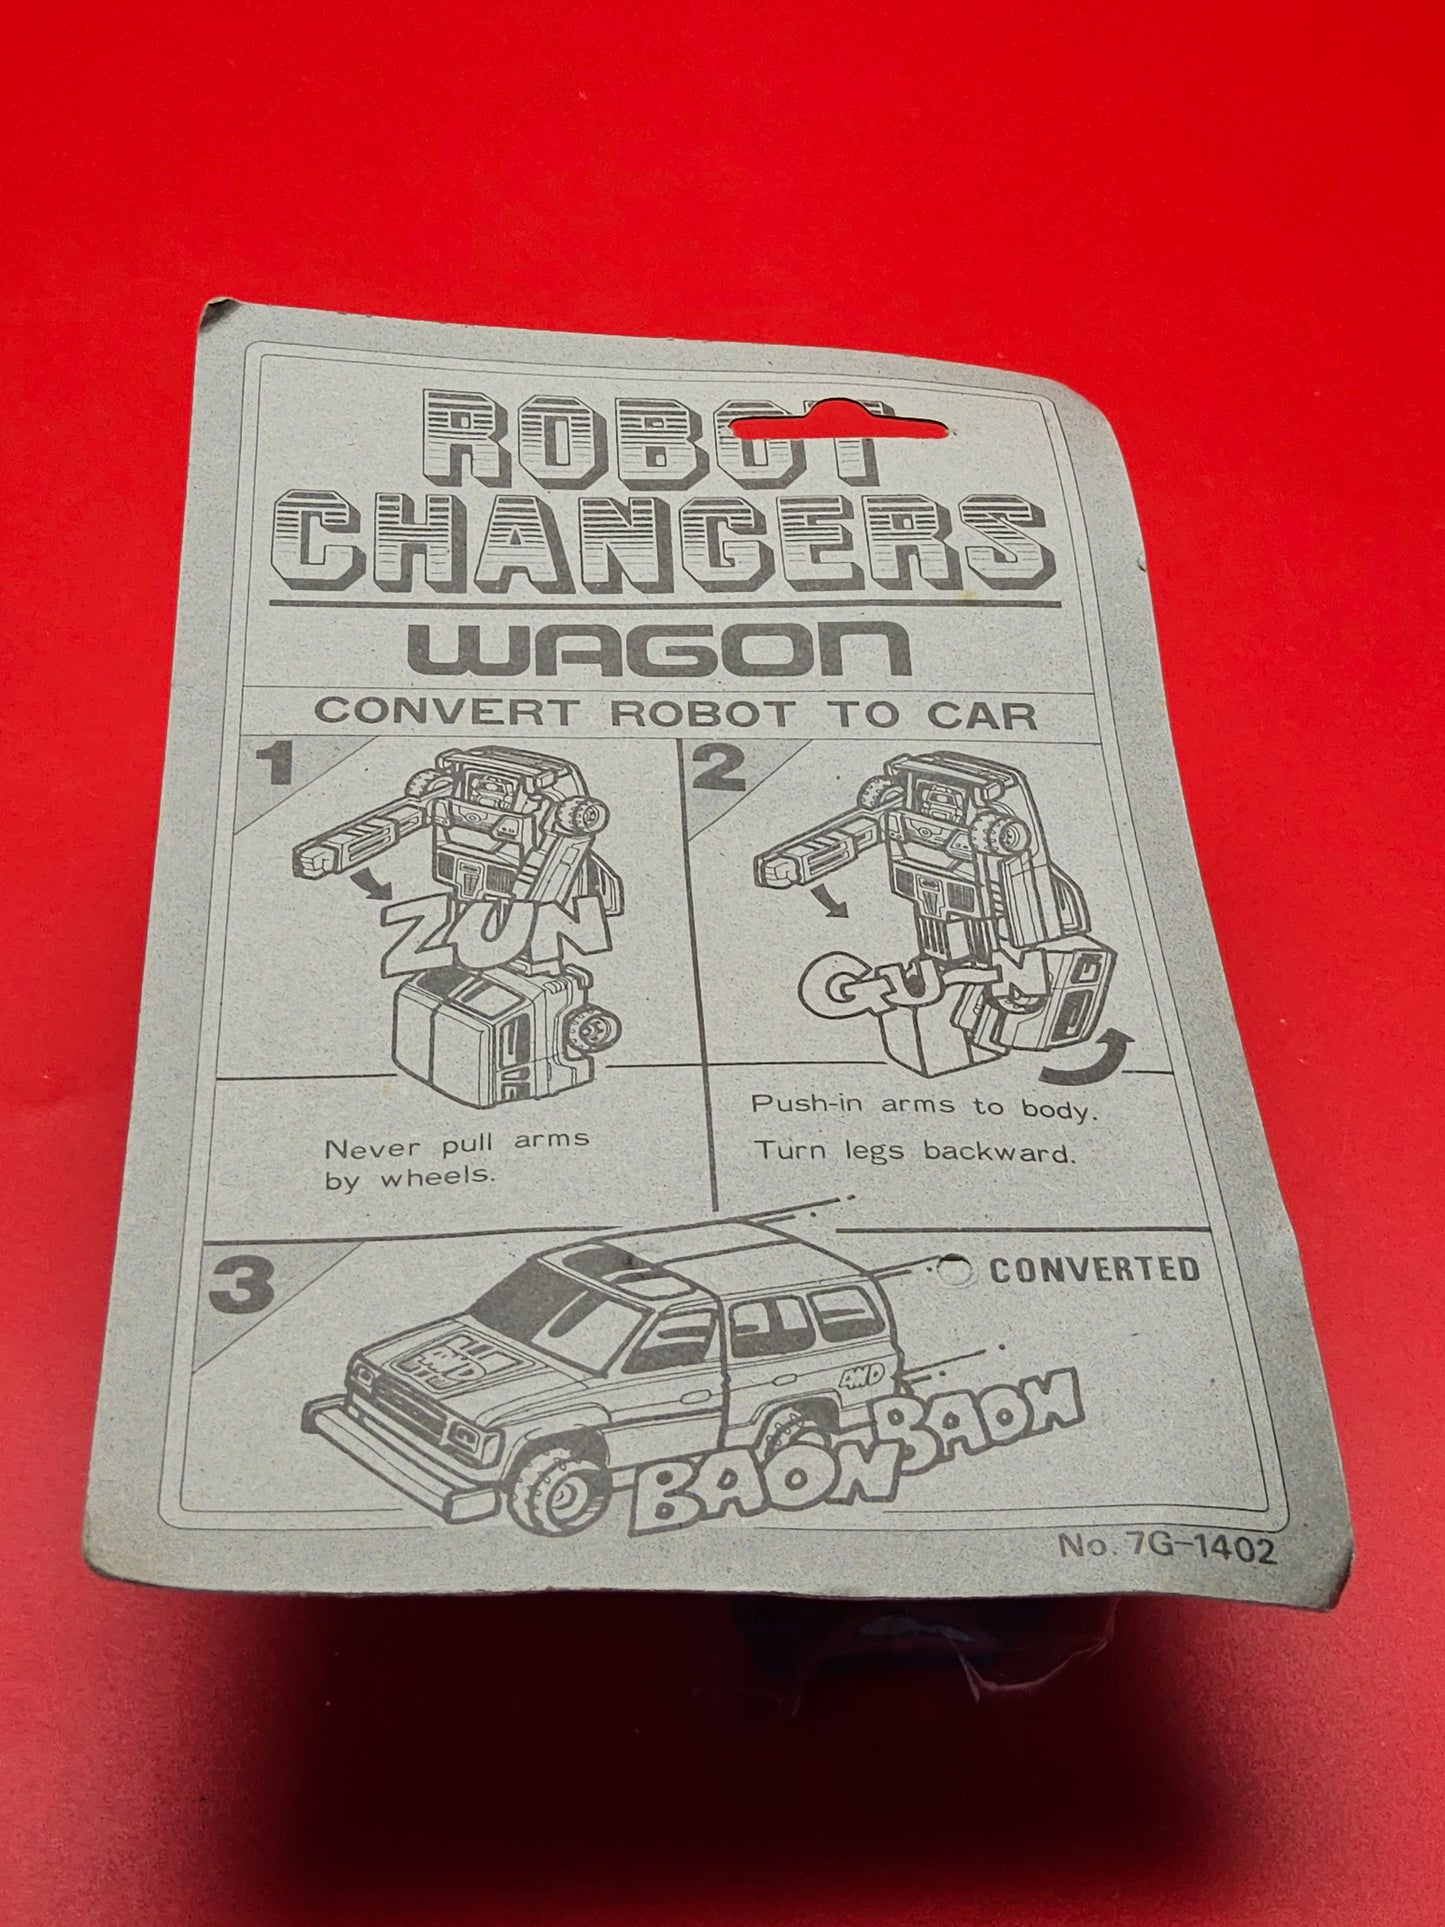 ROBOT
CHANGERS
WAGON
CONVERT ROBOT TO CAR
1
ZUN
Never pull arms
by wheels.
2
GU-N
Push-in arms to body.
Turn legs backward.
3
CONVERTED
4WD
4WD
BAON BAON
No. 7G-1402